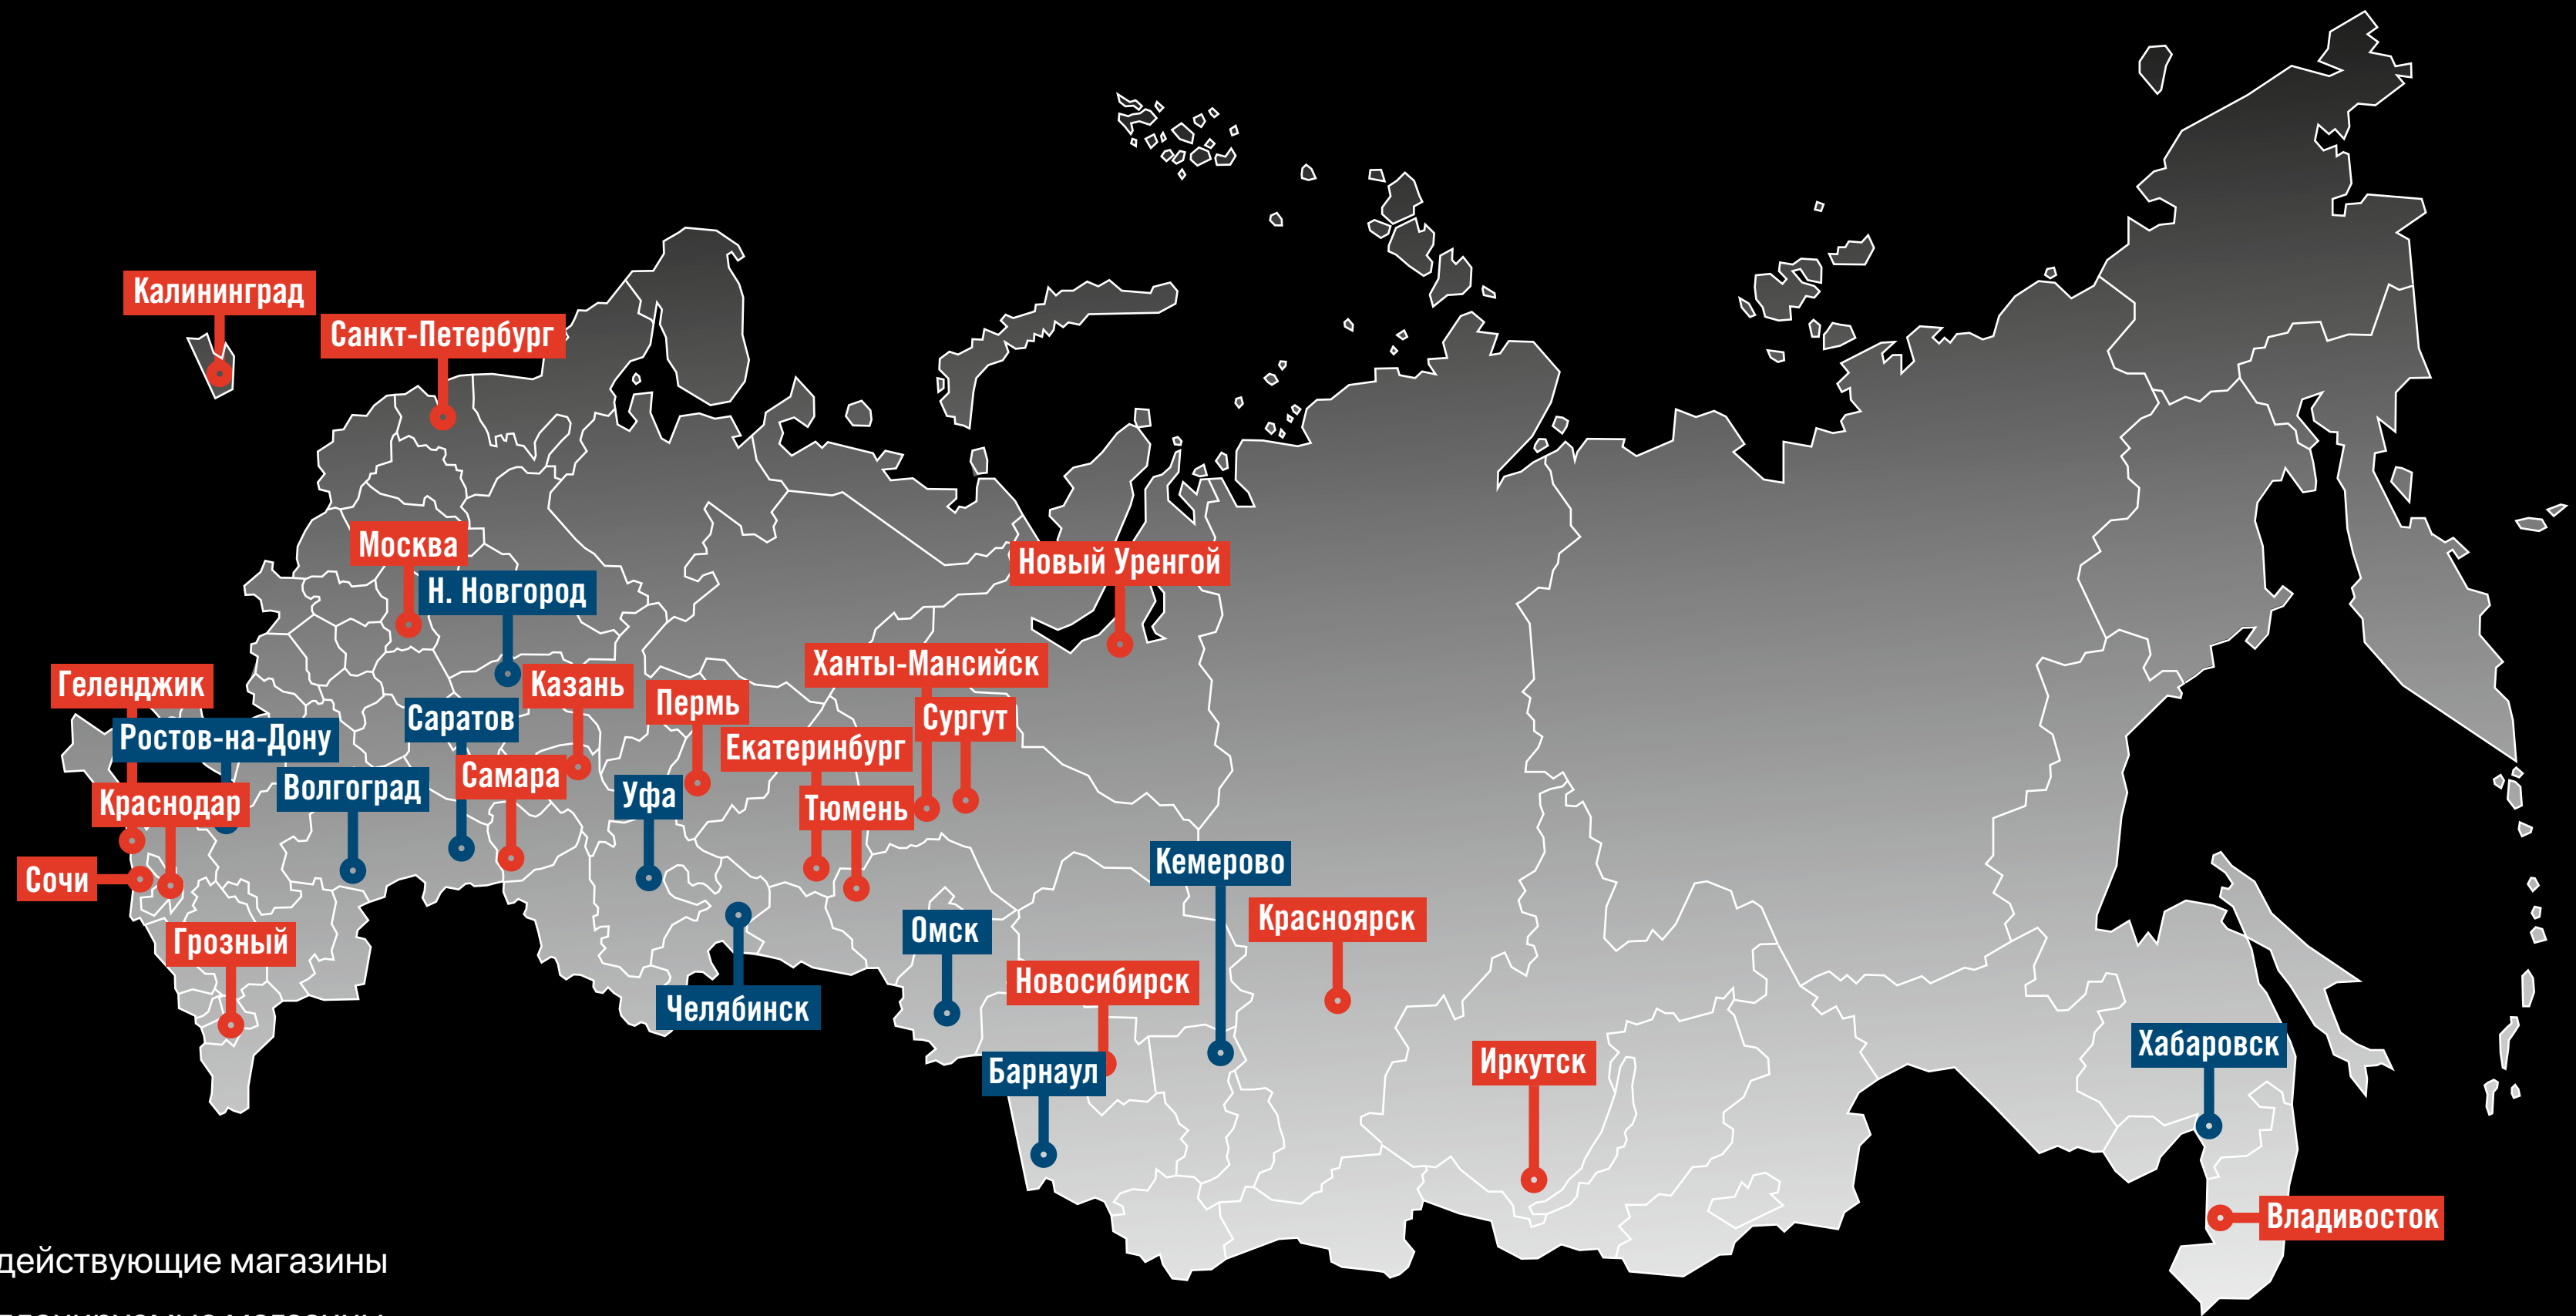 Калининград
Санкт-Петербург
Москва
Н. Новгород
Новый Уренгой
Ханты-Мансийск
Геленджик
Казань
Пермь
Саратов
Сургут
Ростов-на-Дону
Екатеринбург
Самара
Волгоград
Уфа
Краснодар
Тюмень
Кемерово
Сочи
Красноярск
Омск
Грозный
Новосибирск
Челябинск
Хабаровск
Иркутск
Барнаул
Владивосток
действующие магазины